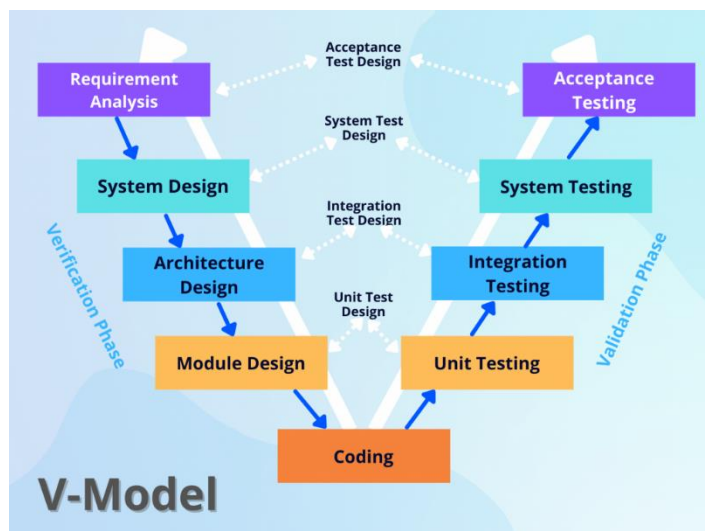 Acceptance
Test Design
Requirement
Analysis
Acceptance
Testing
System Test
Design
System Design
System Testing
Integration
Test Design
Architecture
Design
Integration
Testing
Verification Phase
Validation Phase
Unit Test
Design
Module Design
Unit Testing
Coding
V-Model